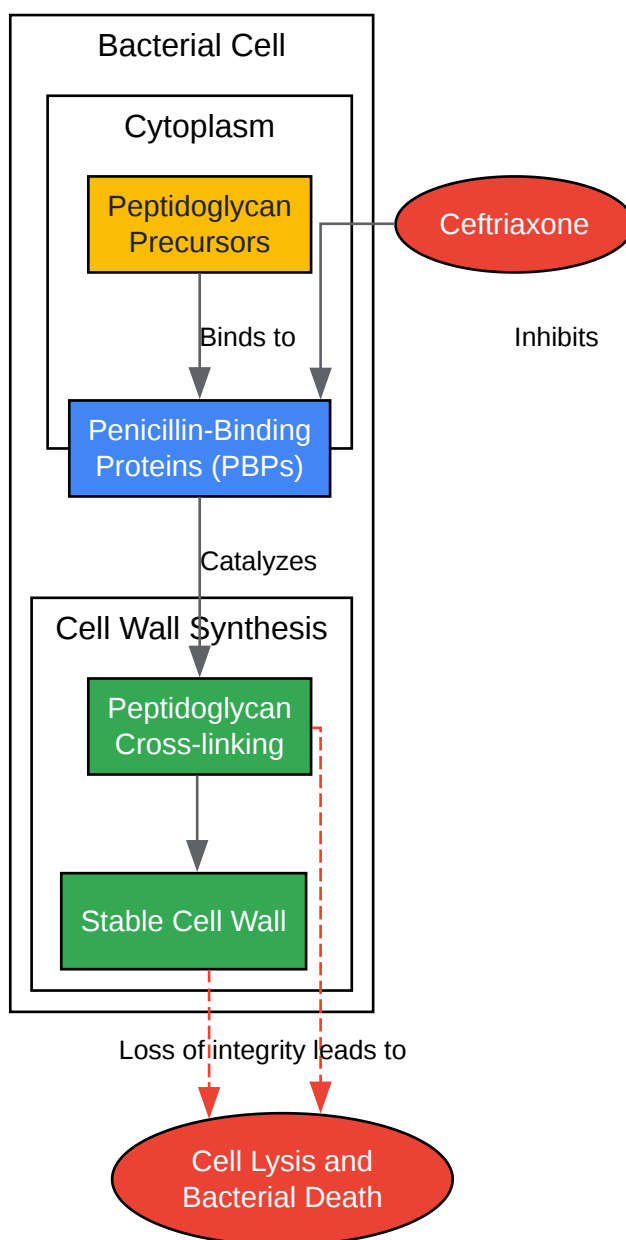 Bacterial Cell
Cytoplasm
Peptidoglycan
Precursors
Ceftriaxone
Binds to
Inhibits
Penicillin-Binding
Proteins (PBPs)
Catalyzes
Cell Wall Synthesis
Peptidoglycan
Cross-linking
Stable Cell Wall
Loss of integrity leads to
Cell Lysis and
Bacterial Death